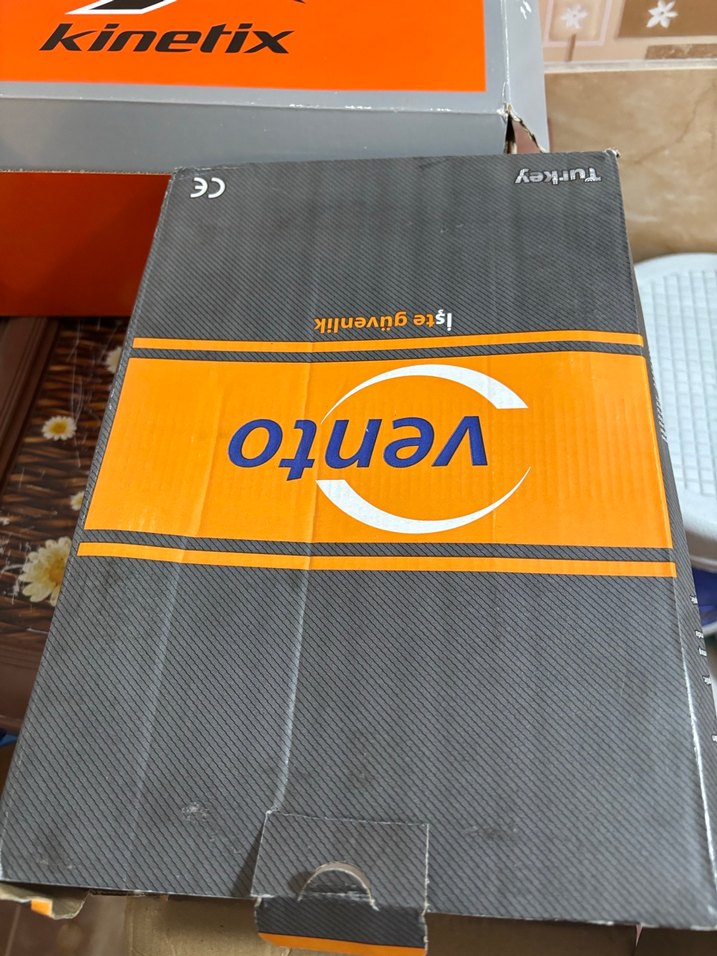 kinetix
CE
Turkey
vento
İşte güvenlik